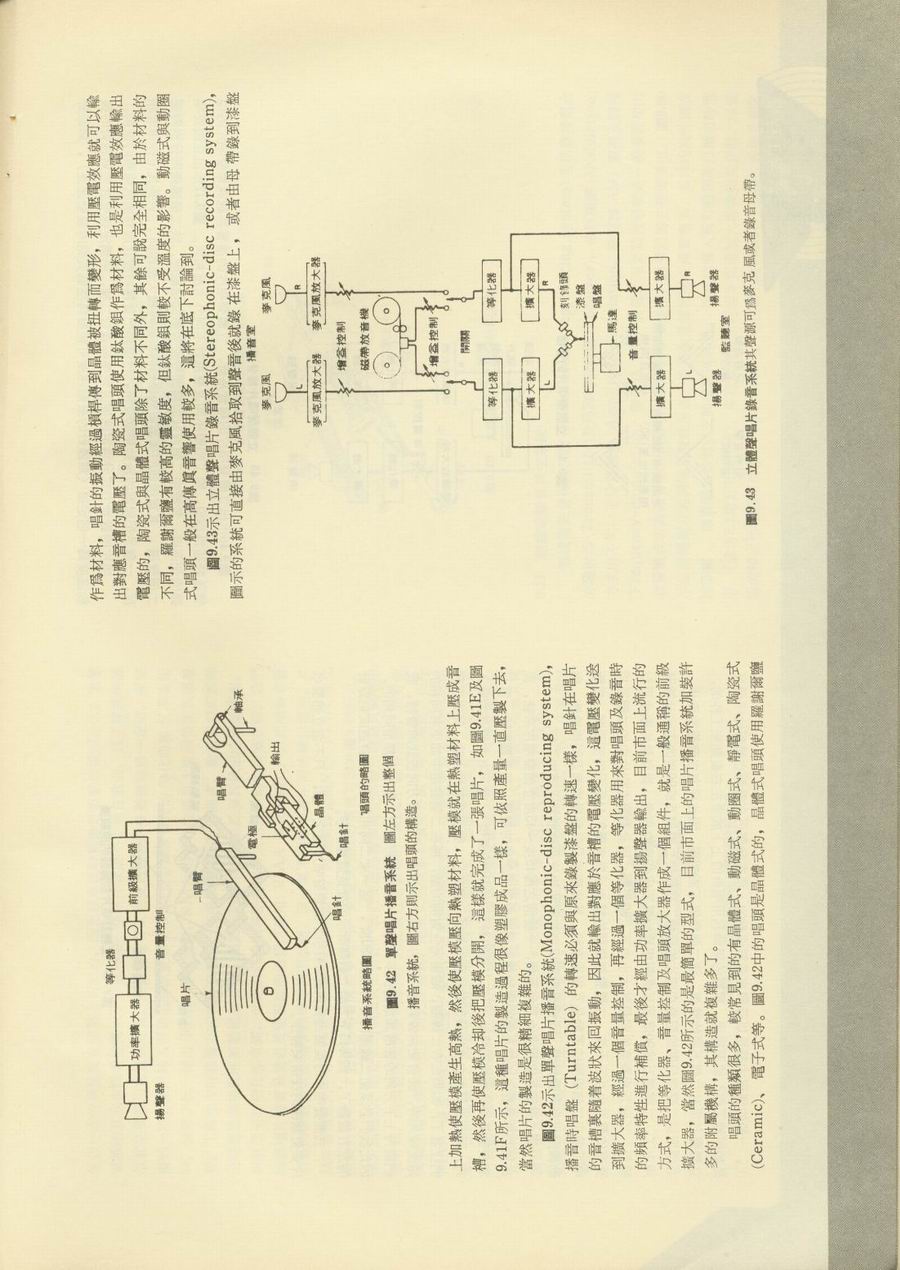 揚聲器
功率擴大器
等化器
音量控制
前級擴大器
唱片
唱臂
唱針
唱臂
軸承
電極
輸出
晶體
唱針
播音系統略圖
唱頭的略圖
圖9.42 單聲唱片播音系統 圖左方示出整個
播音系統，圖右方則示出唱頭的構造。
上加熱使壓模產生高熱，然後使壓模壓向熱塑材料，壓模就在熱塑材料上壓成音
槽，然後再使壓模冷却後把壓模分開，這樣就完成了一張唱片，如圖9.41E及圖
9.41F所示，這種唱片的製造過程很像塑膠成品一樣，可依照產量一直壓製下去，
當然唱片的製造是很精細複雜的。
圖9.42示出單聲唱片播音系統(Monophonic-disc reproducing system)，
播音時唱盤（Turntable）的轉速必須與原來錄製漆盤的轉速一樣，唱針在唱片
的音槽裏隨着波狀來囘振動，因此就輸出對應於音槽的電壓變化，這電壓變化送
到擴大器，經過一個音量控制，再經過一個等化器，等化器用來對唱頭及錄音時
的頻率特性進行補償，最後才經由功率擴大器到揚聲器輸出，目前市面上流行的
方式，是把等化器、音量控制及唱頭放大器作成一個組件，就是一般通稱的前級
擴大器，當然圖9.42所示的是最簡單的型式，目前市面上的唱片播音系統加裝許
多的附屬機構，其構造就複雜多了。
唱頭的種類很多，較常見到的有晶體式、動磁式、動圈式、靜電式、陶瓷式
(Ceramic)、電子式等。圖9.42中的唱頭是晶體式的，晶體式唱頭使用羅謝爾鹽
作爲材料，唱針的振動經過槓桿傳到晶體被扭轉而變形，利用壓電效應就可以輸
出對應音槽的電壓了。陶瓷式唱頭使用鈦酸鋇作爲材料，也是利用壓電效應輸出
電壓的，陶瓷式與晶體式唱頭除了材料不同外，其餘可說完全相同，由於材料的
不同，羅謝爾鹽有較高的靈敏度，但鈦酸鋇則較不受溫度的影響。動磁式與動圈
式唱頭一般在高傳眞音響使用較多，這將在底下討論到。
圖9.43示出立體聲唱片錄音系統(Stereophonic-disc recording system)，
圖示的系統可直接由麥克風拾取到聲音後就錄在漆盤上，或者由母帶錄到漆盤
播音室
麥克風
麥克風
L
R
麥克風放大器
麥克風放大器
增益控制
磁帶放音機
增益控制
開關
等化器
等化器
擴大器
擴大器
L
R
刻紋頭
漆盤
唱盤
馬達
音量控制
擴大器
擴大器
L
R
揚聲器
揚聲器
監聽室
圖9.43 立體聲唱片錄音系統其聲源可爲麥克風或者錄音母帶。